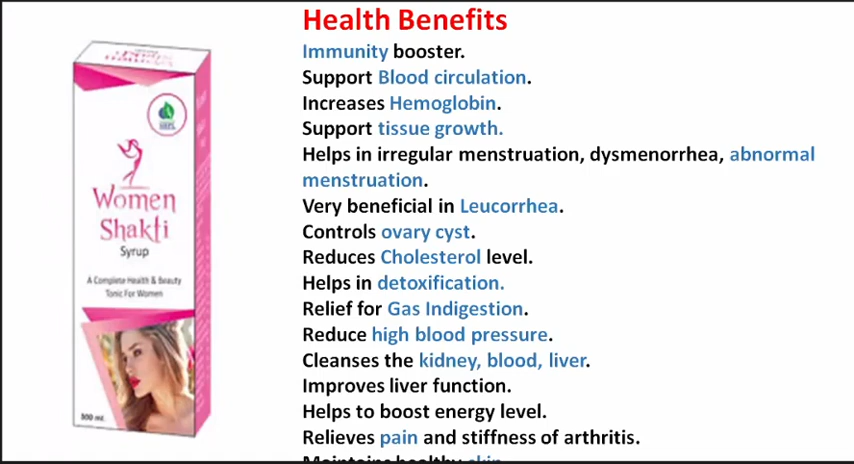 Health Benefits
Immunity booster.
Support Blood circulation.
Increases Hemoglobin.
Support tissue growth.
Helps in irregular menstruation, dysmenorrhea, abnormal
menstruation.
Very beneficial in Leucorrhea.
Controls ovary cyst.
Reduces Cholesterol level.
Helps in detoxification.
Relief for Gas Indigestion.
Reduce high blood pressure.
Cleanses the kidney, blood, liver.
Improves liver function.
Helps to boost energy level.
Relieves pain and stiffness of arthritis.
Maintains healthy skin
Women
Shakti
Syrup
A Complete Health & Beauty
Tonic For Women